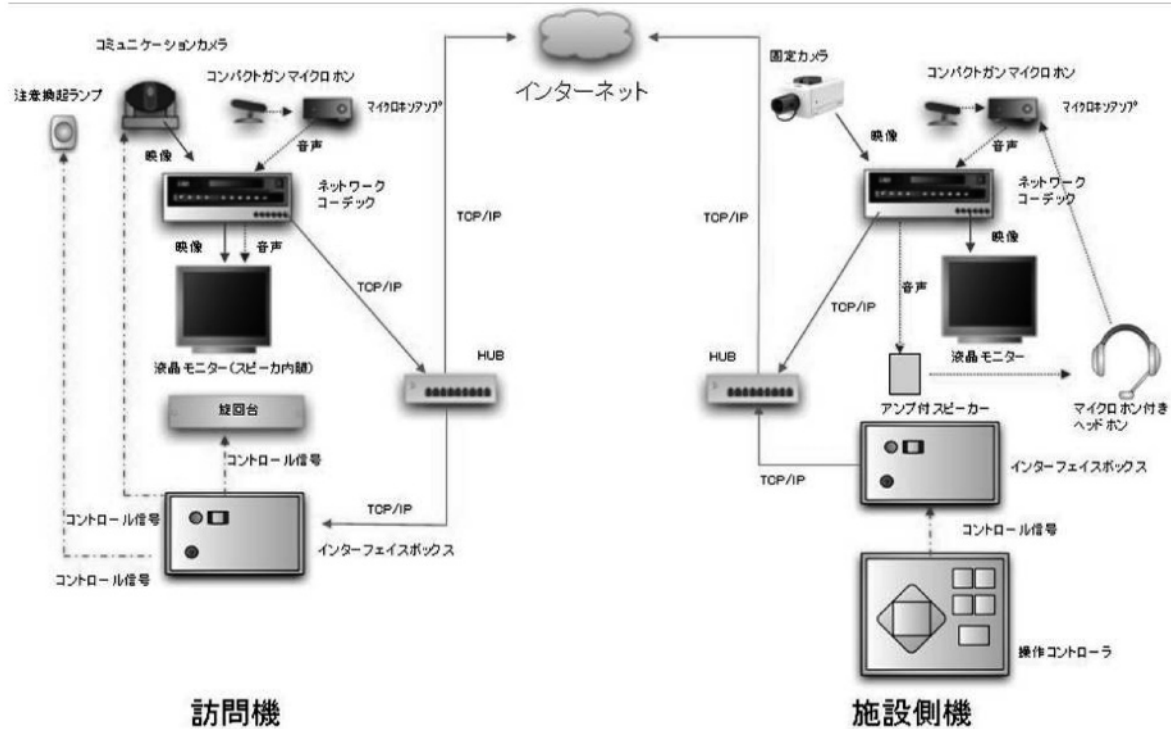 コミュニケーションカメラ
注意喚起ランプ
コンパクトガンマイクロホン
マイクロホンアンプ
映像
音声
ネットワーク
コーデック
映像
音声
TCP/IP
液晶モニター(スピーカ内臓)
旋回台
コントロール信号
HUB
TCP/IP
コントロール信号
TCP/IP
インターフェイスボックス
コントロール信号
訪問機
インターネット
TCP/IP
固定カメラ
コンパクトガンマイクロホン
マイクロホンアンプ
映像
音声
ネットワーク
コーデック
映像
音声
TCP/IP
HUB
液晶モニター
アンプ付スピーカー
マイクロホン付き
ヘッドホン
TCP/IP
インターフェイスボックス
コントロール信号
操作コントローラ
施設側機